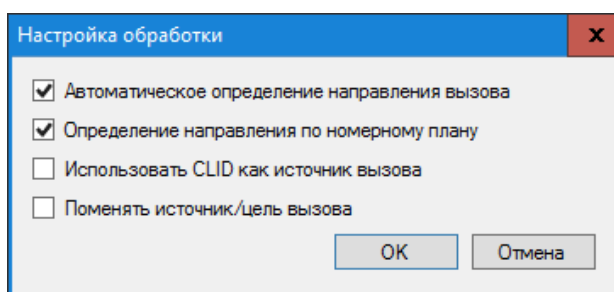 Настройка обработки
Автоматическое определение направления вызова
Определение направления по номерному плану
Использовать CLID как источник вызова
Поменять источник/цель вызова
OK Отмена